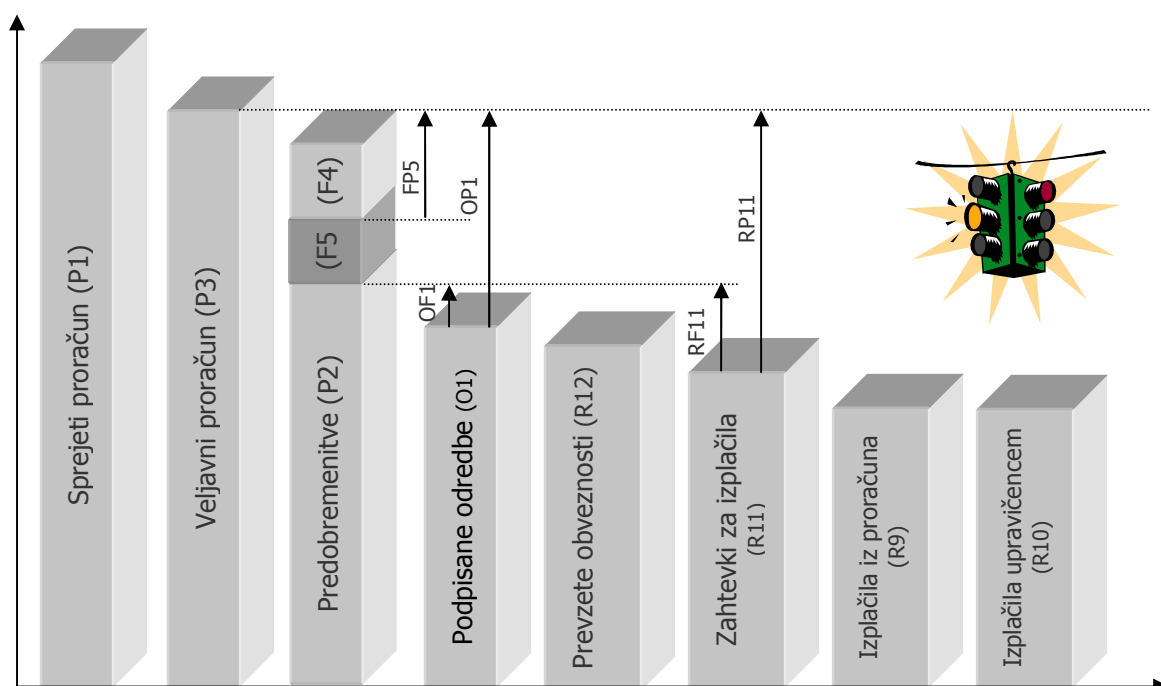 Sprejeti proračun (P1)
Veljavni proračun (P3)
(F4)
(F5
Predobremenitve (P2)
FP5
OF1
OP1
Podpisane odredbe (O1)
Prevzete obveznosti (R12)
RF11
RP11
Zahtevki za izplačila
(R11)
Izplačila iz proračuna
(R9)
Izplačila upravičencem
(R10)